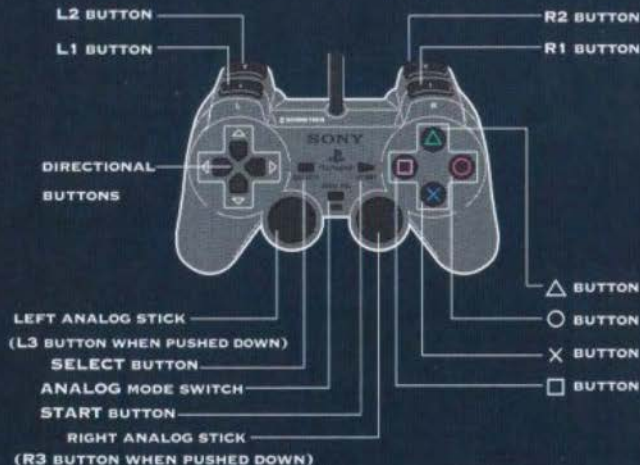 L2 BUTTON
R2 BUTTON
L1 BUTTON
R1 BUTTON
L
R
SONY
DIRECTIONAL
BUTTONS
△ BUTTON
○ BUTTON
LEFT ANALOG STICK
(L3 BUTTON WHEN PUSHED DOWN)
× BUTTON
SELECT BUTTON
□ BUTTON
ANALOG MODE SWITCH
START BUTTON
RIGHT ANALOG STICK
(R3 BUTTON WHEN PUSHED DOWN)